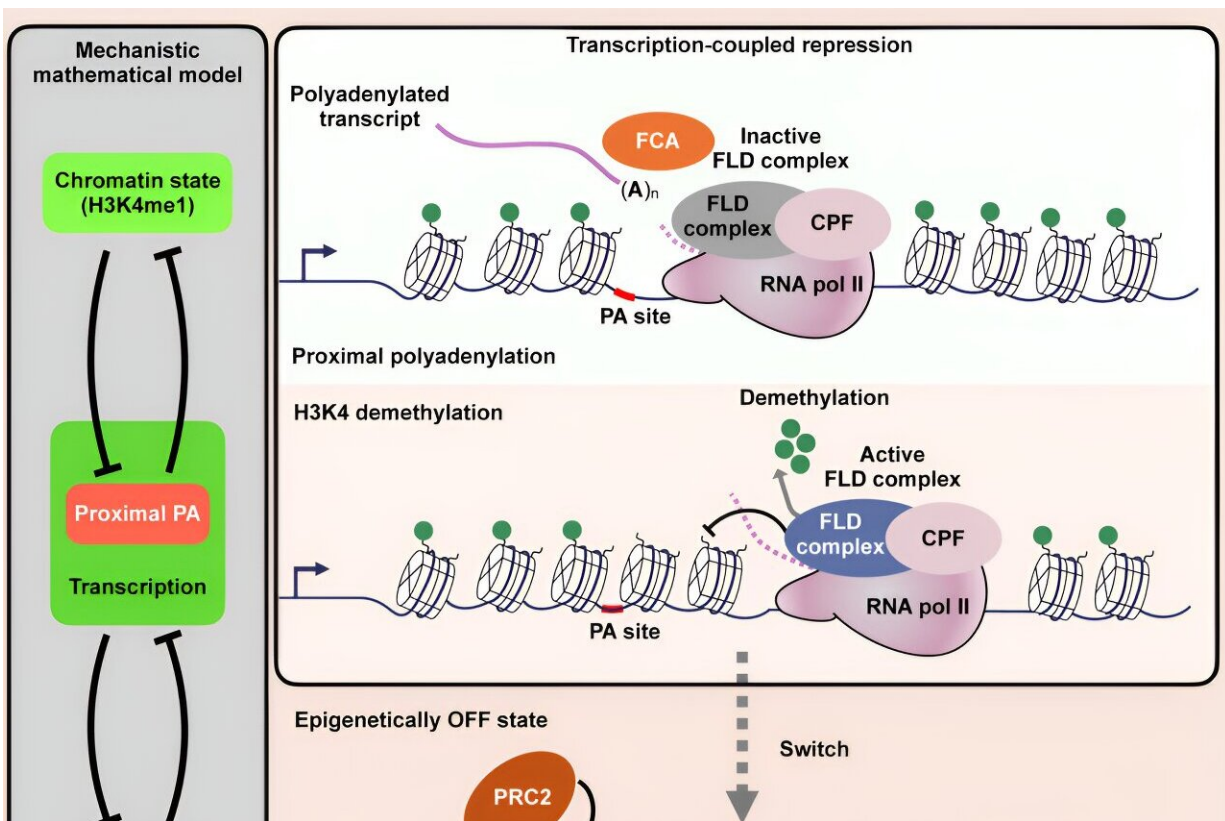 Mechanistic
mathematical model
Chromatin state
(H3K4me1)
Proximal PA
Transcription
Transcription-coupled repression
Polyadenylated
transcript
FCA
Inactive
FLD complex
(A)n
FLD
complex
CPF
RNA pol II
PA site
Proximal polyadenylation
H3K4 demethylation
Demethylation
Active
FLD complex
FLD
complex
CPF
RNA pol II
PA site
Epigenetically OFF state
Switch
PRC2